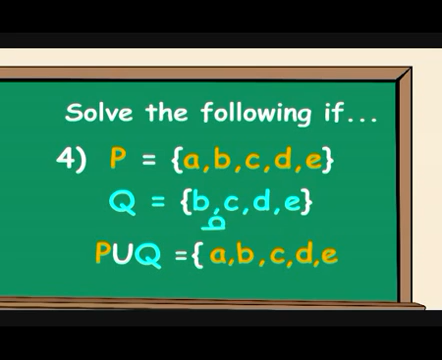 Solve the following if...
4) P = {a,b,c,d,e}
Q = {b,c,d,e}
PUQ ={ a,b,c,d,e